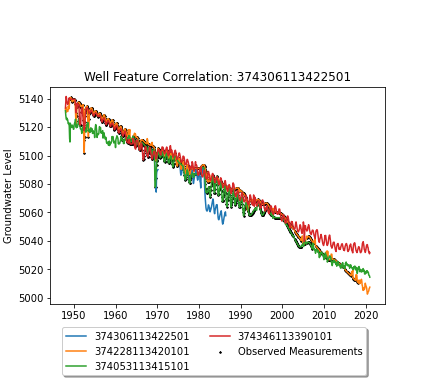 Well Feature Correlation: 374306113422501
Groundwater Level
5140
5120
5100
5080
5060
5040
5020
5000
1950 1960 1970 1980 1990 2000 2010 2020
374306113422501 374346113390101
374228113420101 Observed Measurements
374053113415101